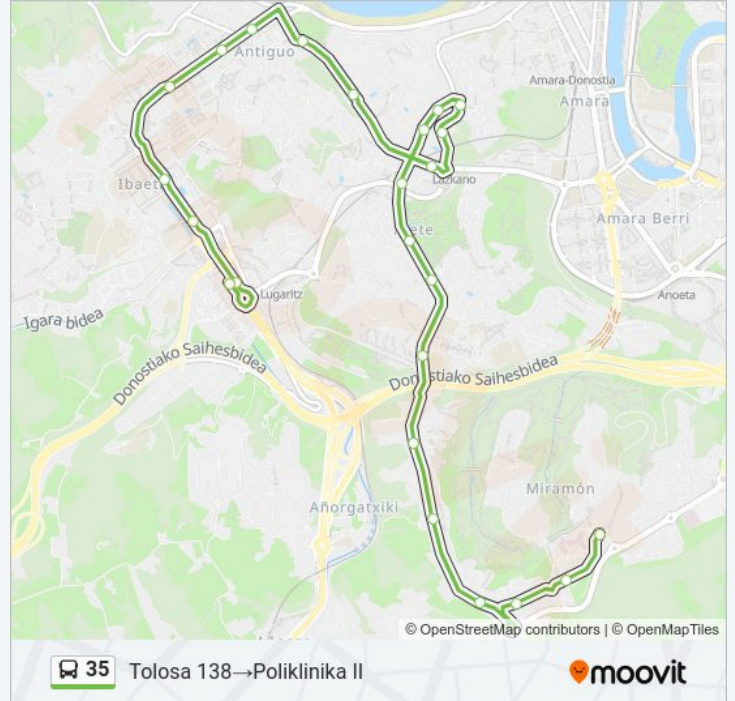 Antiguo
Amara-Donostia
Amara
Ibaeta
Lazkano
Aiete
Amara Berri
Lugaritz
Anoeta
Igara bidea
Donostiako Saihesbidea
Donostiako Saihesbidea
Miramón
Añorgatxiki
© OpenStreetMap contributors | © OpenMapTiles
35 Tolosa 138→Poliklinika II
moovit